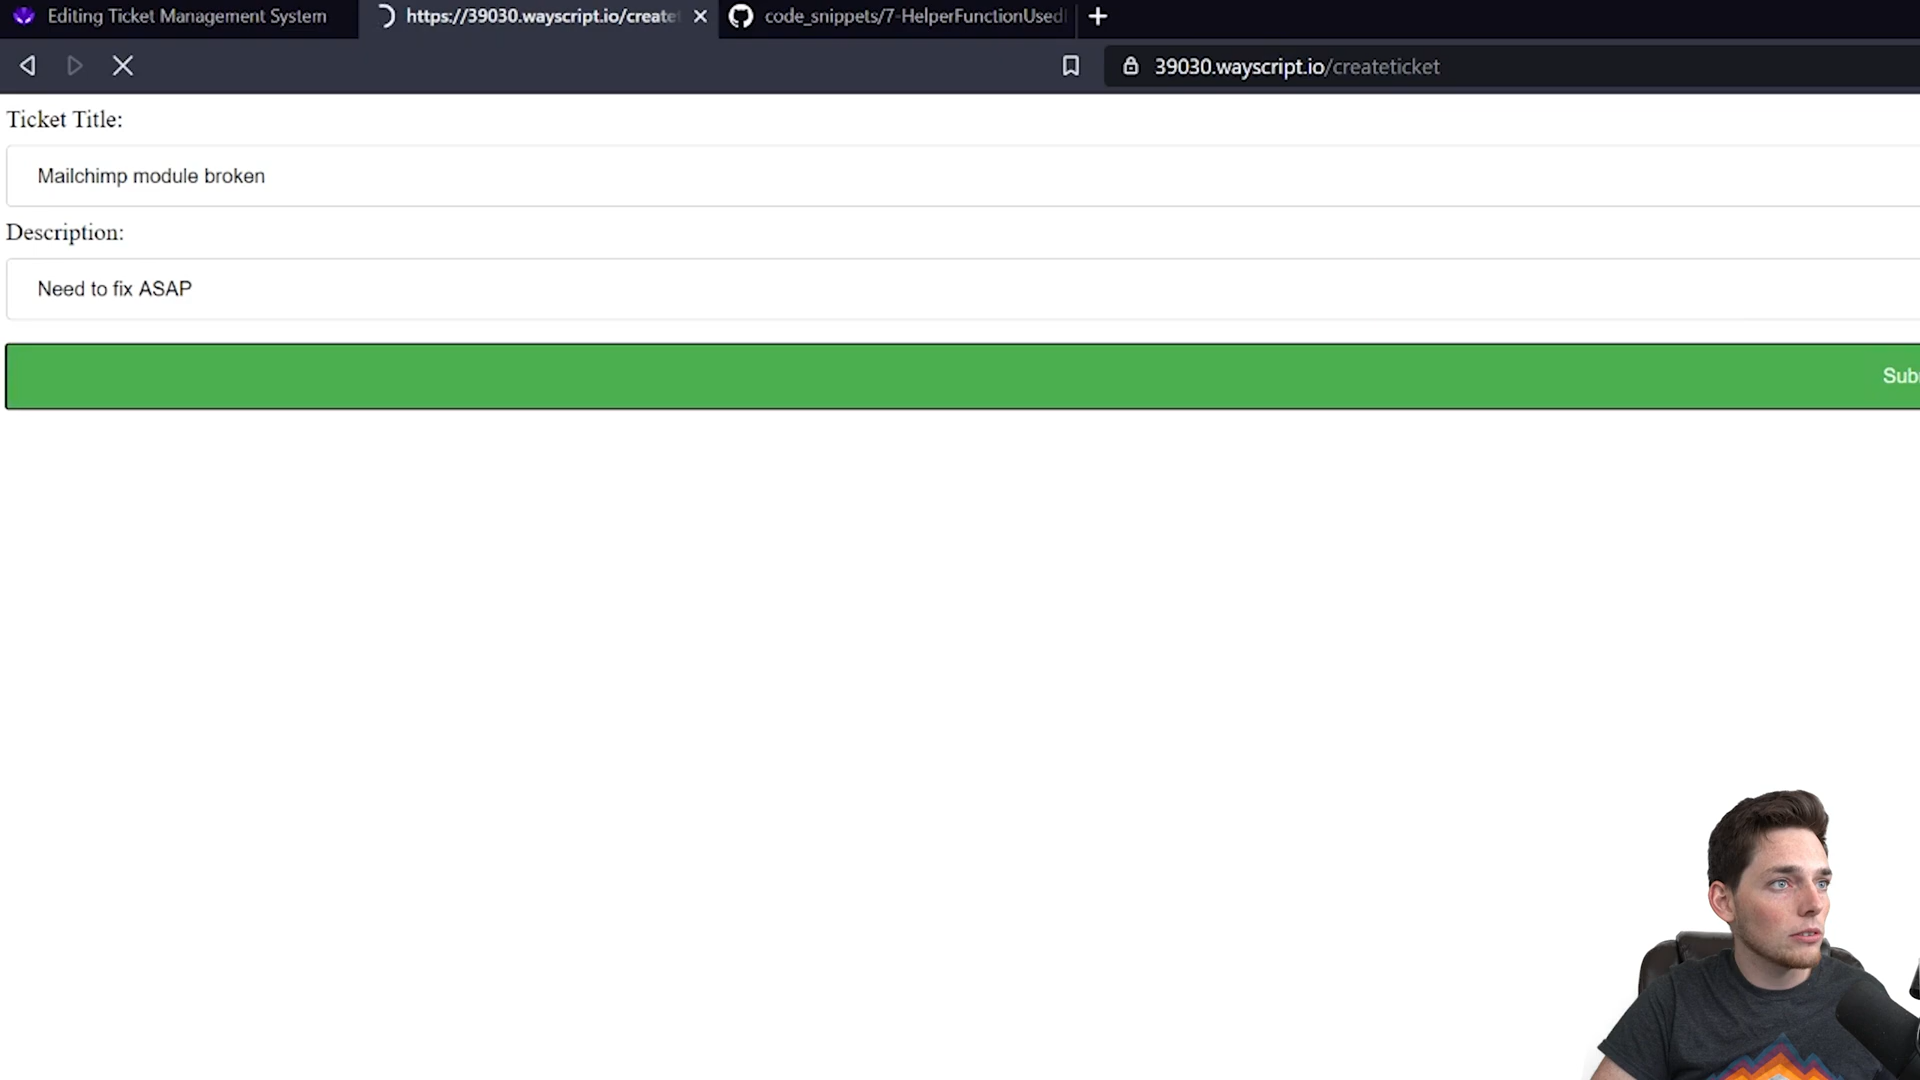 Editing Ticket Management System
https://39030.wayscript.io/create
code_snippets/7-HelperFunctionUsed
39030.wayscript.io/createticket
Ticket Title:
Mailchimp module broken
Description:
Need to fix ASAP